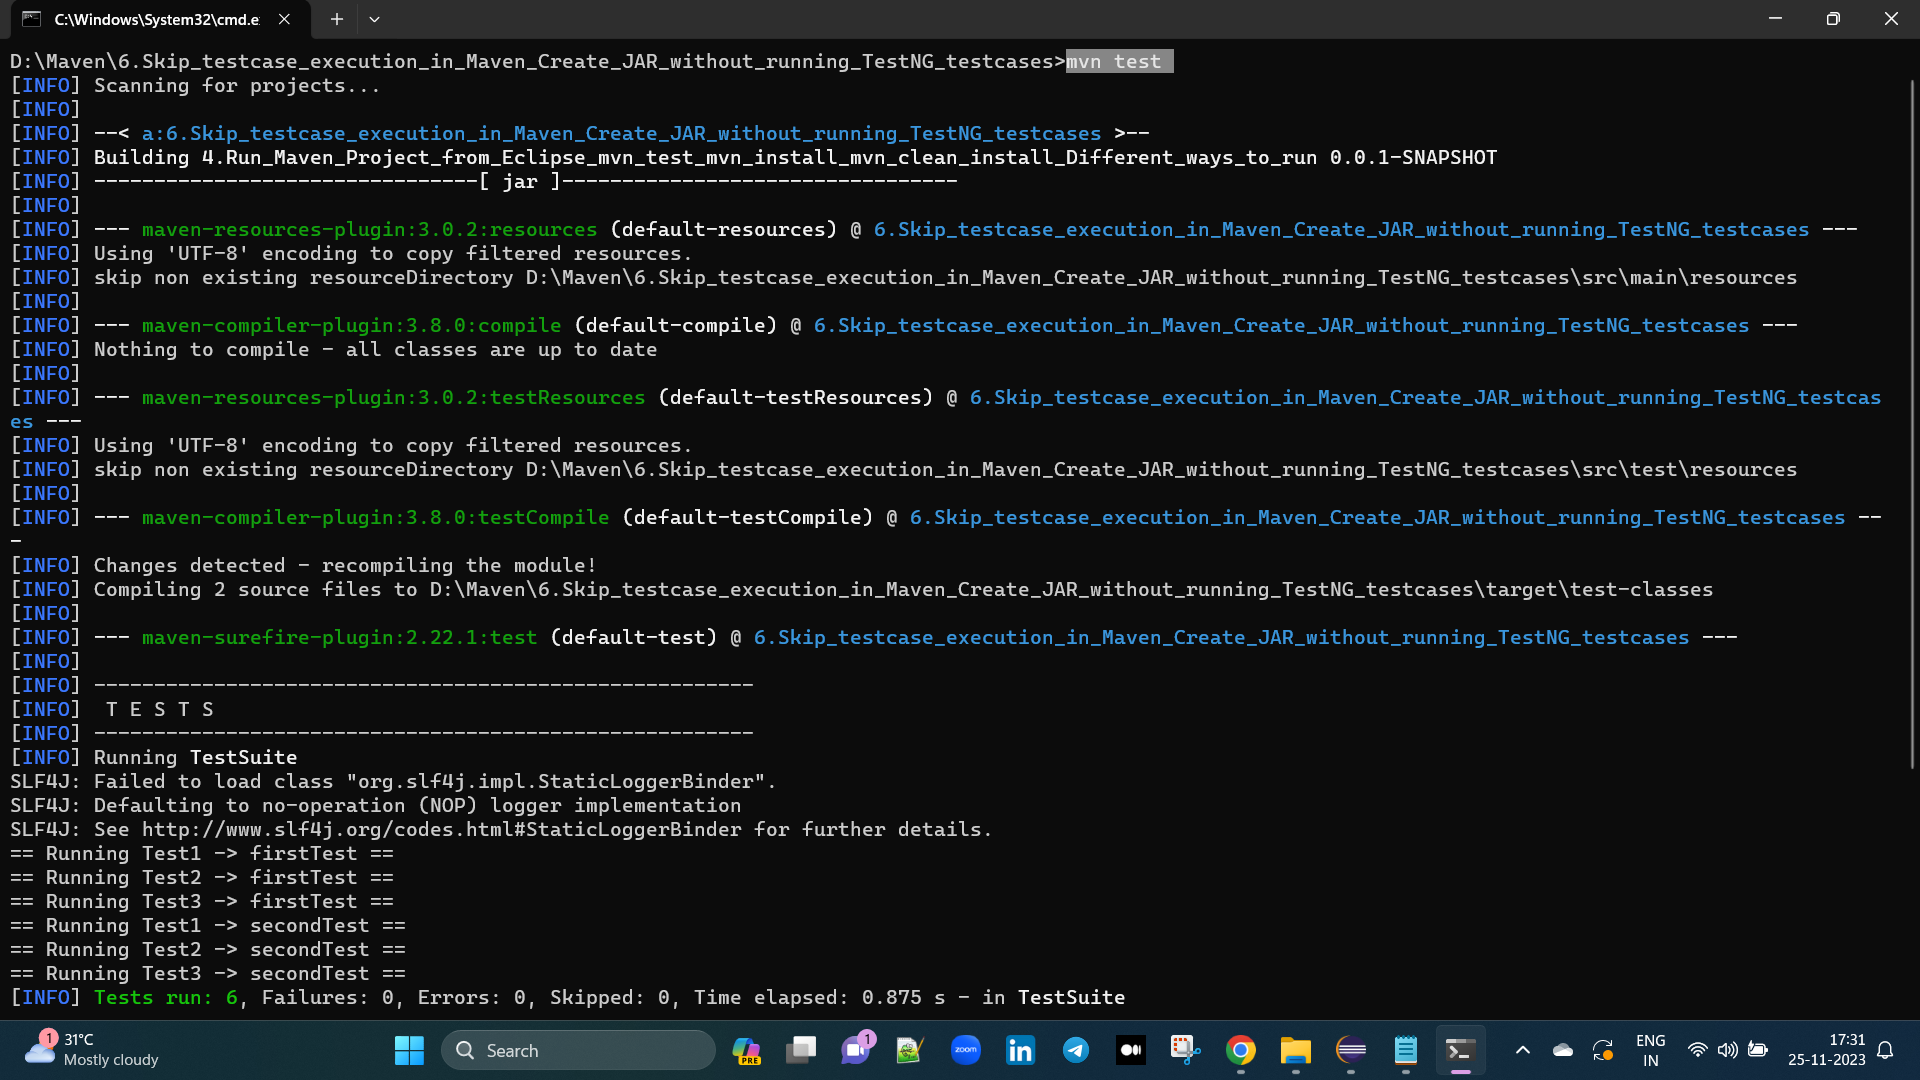 C:\Windows\System32\cmd.e
D:\Maven\6.Skip_testcase_execution_in_Maven_Create_JAR_without_running_TestNG_testcases>mvn test
[INFO] Scanning for projects...
[INFO]
[INFO] --< a:6.Skip_testcase_execution_in_Maven_Create_JAR_without_running_TestNG_testcases >--
[INFO] Building 4.Run_Maven_Project_from_Eclipse_mvn_test_mvn_install_mvn_clean_install_Different_ways_to_run 0.0.1-SNAPSHOT
[INFO] --------------------------------[ jar ]---------------------------------
[INFO]
[INFO] --- maven-resources-plugin:3.0.2:resources (default-resources) @ 6.Skip_testcase_execution_in_Maven_Create_JAR_without_running_TestNG_testcases ---
[INFO] Using 'UTF-8' encoding to copy filtered resources.
[INFO] skip non existing resourceDirectory D:\Maven\6.Skip_testcase_execution_in_Maven_Create_JAR_without_running_TestNG_testcases\src\main\resources
[INFO]
[INFO] --- maven-compiler-plugin:3.8.0:compile (default-compile) @ 6.Skip_testcase_execution_in_Maven_Create_JAR_without_running_TestNG_testcases ---
[INFO] Nothing to compile - all classes are up to date
[INFO]
[INFO] --- maven-resources-plugin:3.0.2:testResources (default-testResources) @ 6.Skip_testcase_execution_in_Maven_Create_JAR_without_running_TestNG_testcas
es ---
[INFO] Using 'UTF-8' encoding to copy filtered resources.
[INFO] skip non existing resourceDirectory D:\Maven\6.Skip_testcase_execution_in_Maven_Create_JAR_without_running_TestNG_testcases\src\test\resources
[INFO]
[INFO] --- maven-compiler-plugin:3.8.0:testCompile (default-testCompile) @ 6.Skip_testcase_execution_in_Maven_Create_JAR_without_running_TestNG_testcases --
-
[INFO] Changes detected - recompiling the module!
[INFO] Compiling 2 source files to D:\Maven\6.Skip_testcase_execution_in_Maven_Create_JAR_without_running_TestNG_testcases\target\test-classes
[INFO]
[INFO] --- maven-surefire-plugin:2.22.1:test (default-test) @ 6.Skip_testcase_execution_in_Maven_Create_JAR_without_running_TestNG_testcases ---
[INFO]
[INFO] -------------------------------------------------------
[INFO]  T E S T S
[INFO] -------------------------------------------------------
[INFO] Running TestSuite
SLF4J: Failed to load class "org.slf4j.impl.StaticLoggerBinder".
SLF4J: Defaulting to no-operation (NOP) logger implementation
SLF4J: See http://www.slf4j.org/codes.html#StaticLoggerBinder for further details.
== Running Test1 -> firstTest ==
== Running Test2 -> firstTest ==
== Running Test3 -> firstTest ==
== Running Test1 -> secondTest ==
== Running Test2 -> secondTest ==
== Running Test3 -> secondTest ==
[INFO] Tests run: 6, Failures: 0, Errors: 0, Skipped: 0, Time elapsed: 0.875 s - in TestSuite
1
31°C
Mostly cloudy
Search
PRE
1
zoom
in
ENG
IN
17:31
25-11-2023